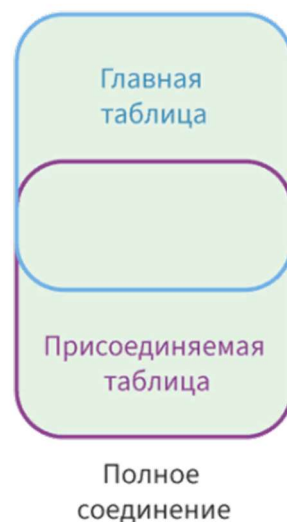 Главная
таблица
Присоединяемая
таблица
Полное
соединение